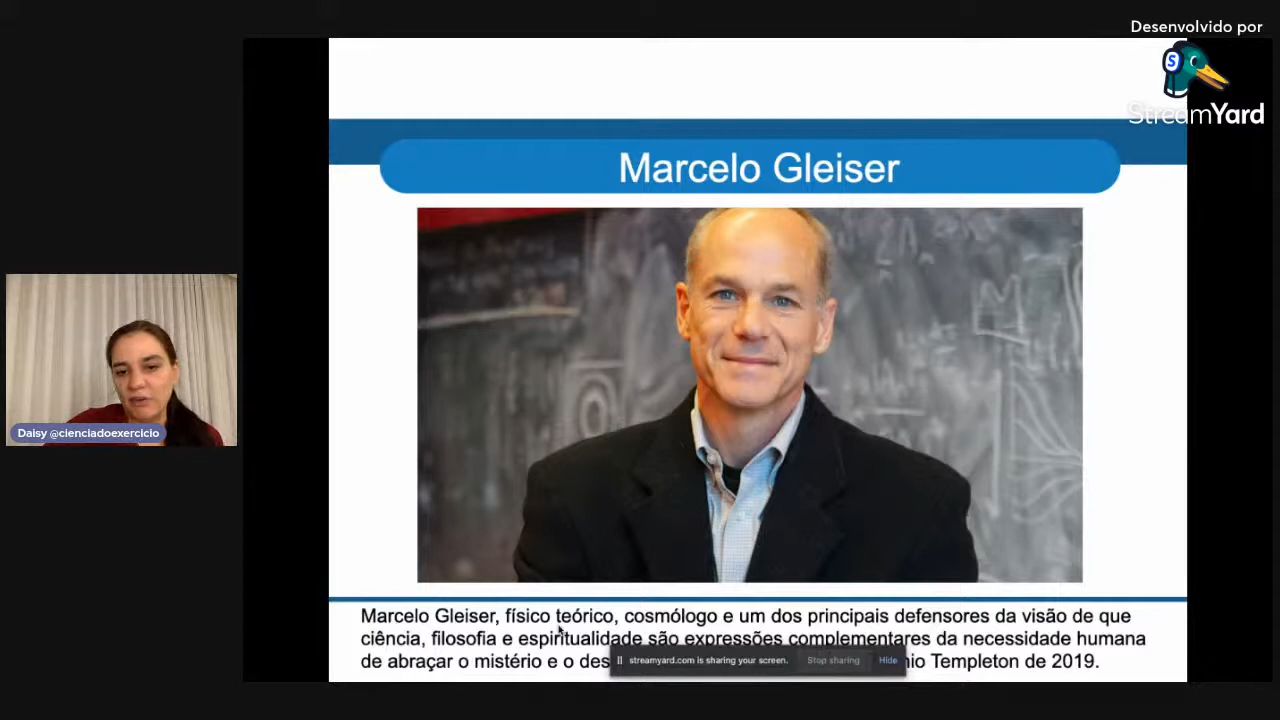 Desenvolvido por
StreamYard
Marcelo Gleiser
Daisy @cienciadoexercicio
Marcelo Gleiser, físico teórico, cosmólogo e um dos principais defensores da visão de que
ciência, filosofia e espiritualidade são expressões complementares da necessidade humana
de abraçar o mistério e o
Templeton de 2019.
streamyard.com is sharing your screen.
Stop sharing
Hide